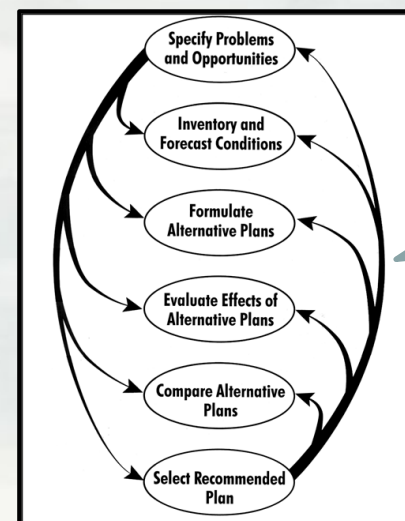 Specify Problems
and Opportunities
Inventory and
Forecast Conditions
Formulate
Alternative Plans
Evaluate Effects of
Alternative Plans
Compare Alternative
Plans
Select Recommended
Plan